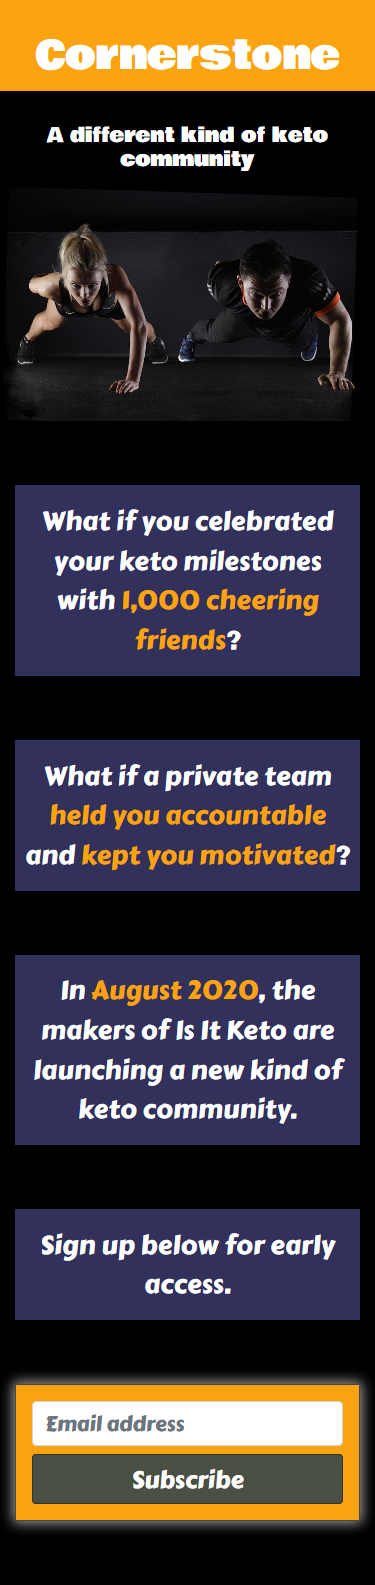 Cornerstone
A different kind of keto
community
What if you celebrated
your keto milestones
with 1,000 cheering
friends?
What if a private team
held you accountable
and kept you motivated?
In August 2020, the
makers of Is It Keto are
launching a new kind of
keto community.
Sign up below for early
access.
Email address
Subscribe